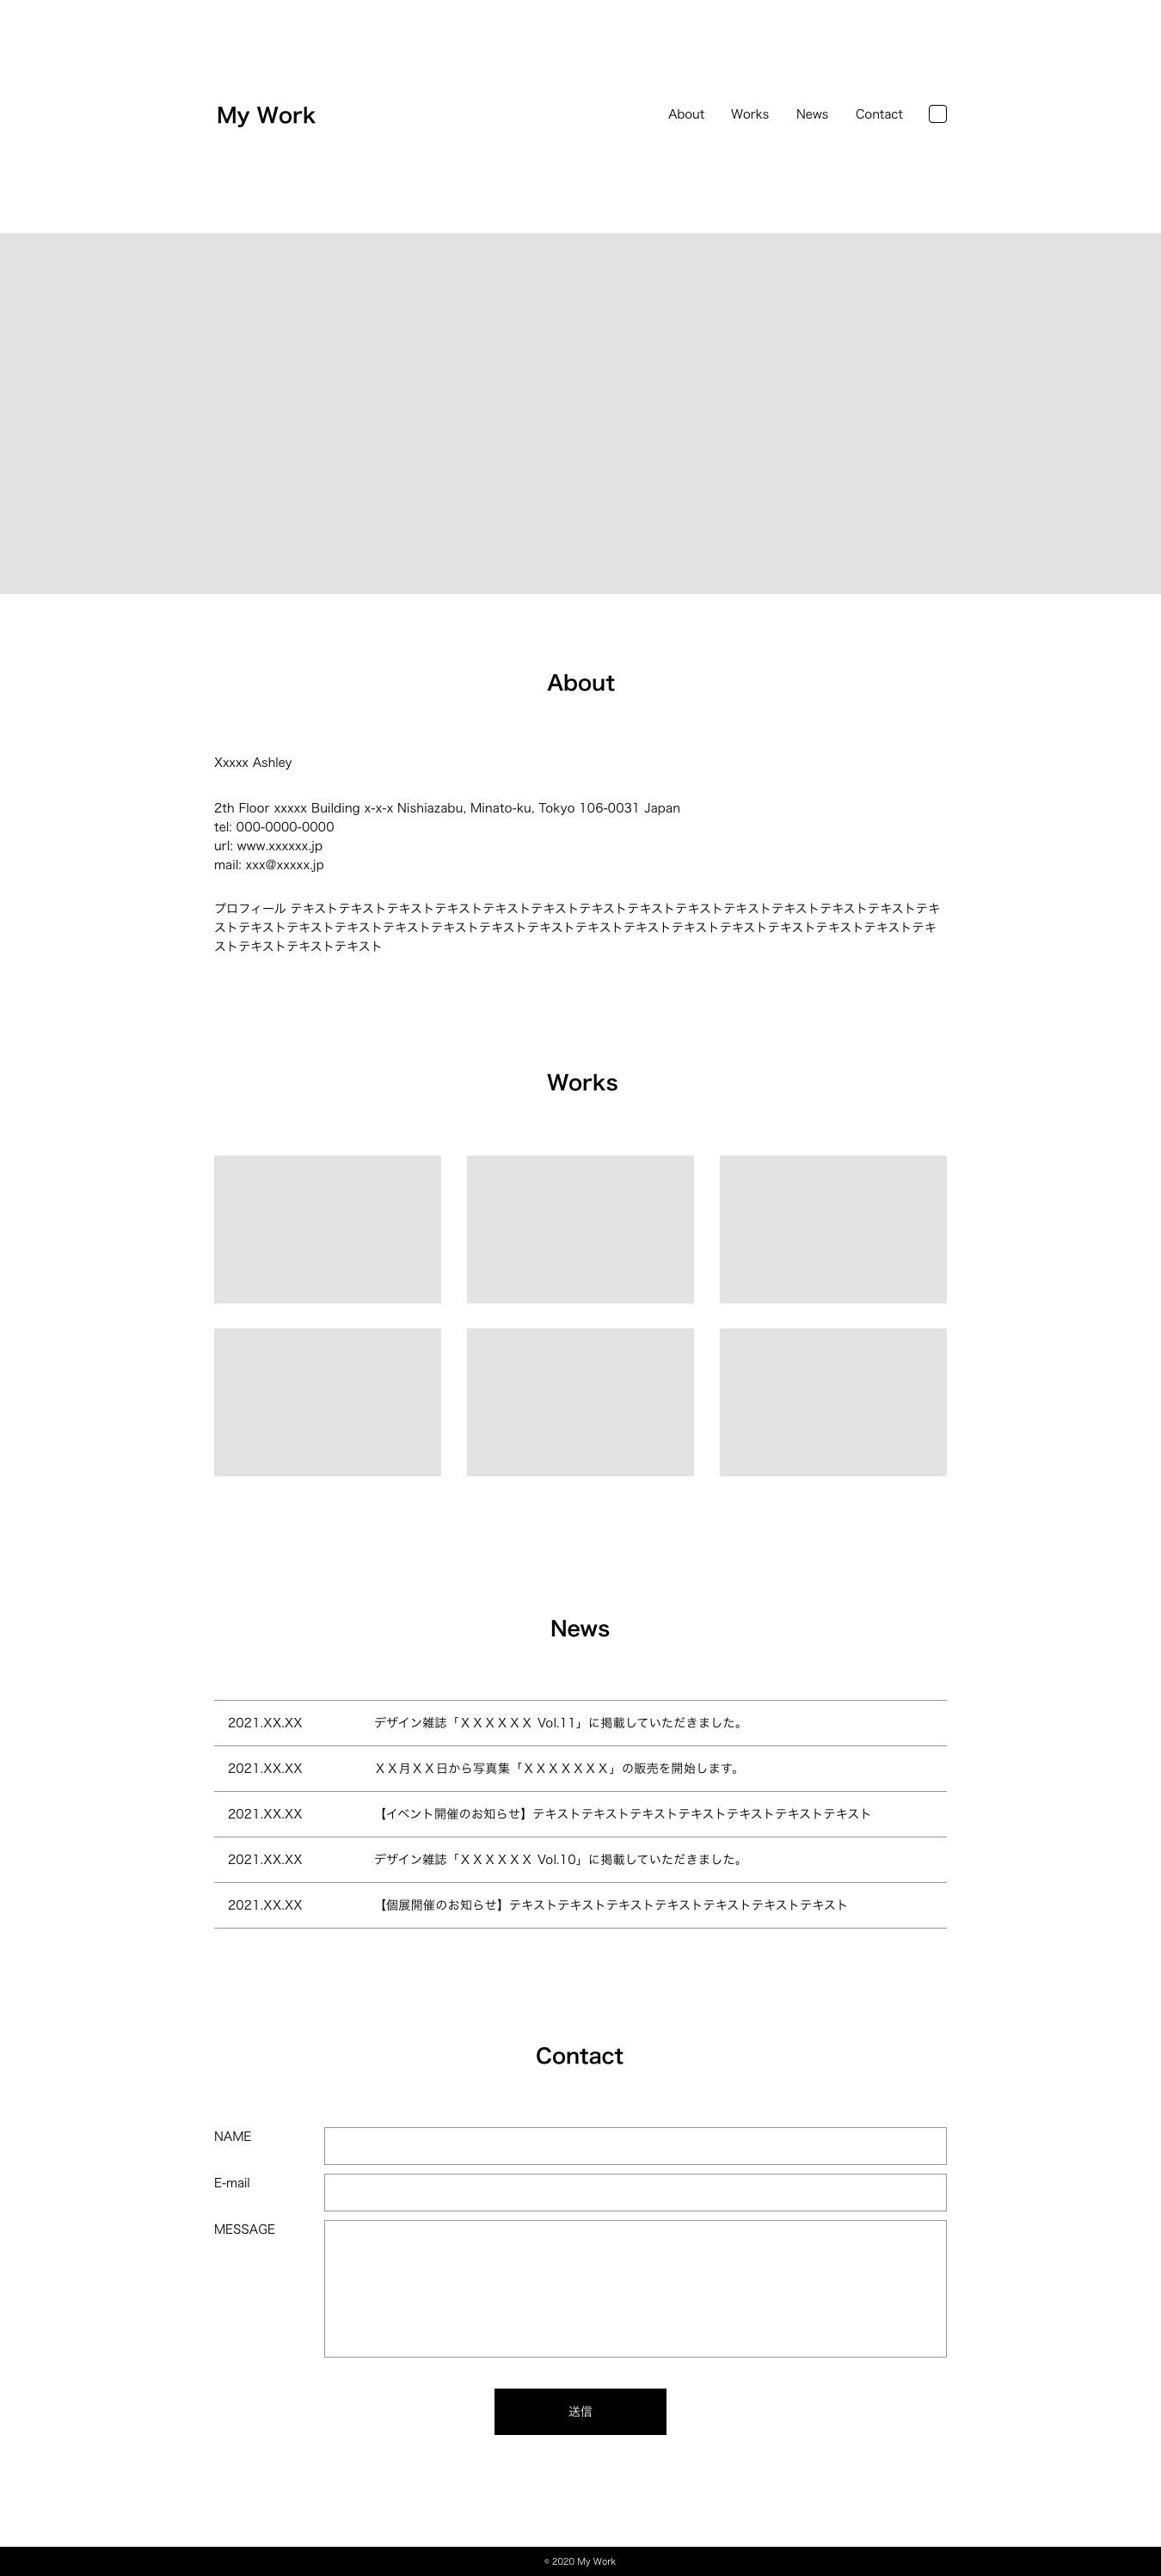 My Work
About Works News Contact
About
Xxxxx Ashley
2th Floor xxxxx Building x-x-x Nishiazabu, Minato-ku, Tokyo 106-0031 Japan
tel: 000-0000-0000
url: www.xxxxxx.jp
mail: xxx@xxxxx.jp
プロフィール テキストテキストテキストテキストテキストテキストテキストテキストテキストテキストテキストテキストテキストテキ
ストテキストテキストテキストテキストテキストテキストテキストテキストテキストテキストテキストテキストテキストテキストテキ
ストテキストテキストテキスト
Works
News
2021.XX.XX デザイン雑誌「ＸＸＸＸＸＸ Vol.11」に掲載していただきました。
2021.XX.XX ＸＸ月ＸＸ日から写真集「ＸＸＸＸＸＸＸ」の販売を開始します。
2021.XX.XX 【イベント開催のお知らせ】テキストテキストテキストテキストテキストテキストテキスト
2021.XX.XX デザイン雑誌「ＸＸＸＸＸＸ Vol.10」に掲載していただきました。
2021.XX.XX 【個展開催のお知らせ】テキストテキストテキストテキストテキストテキストテキスト
Contact
NAME
E-mail
MESSAGE
送信
© 2020 My Work